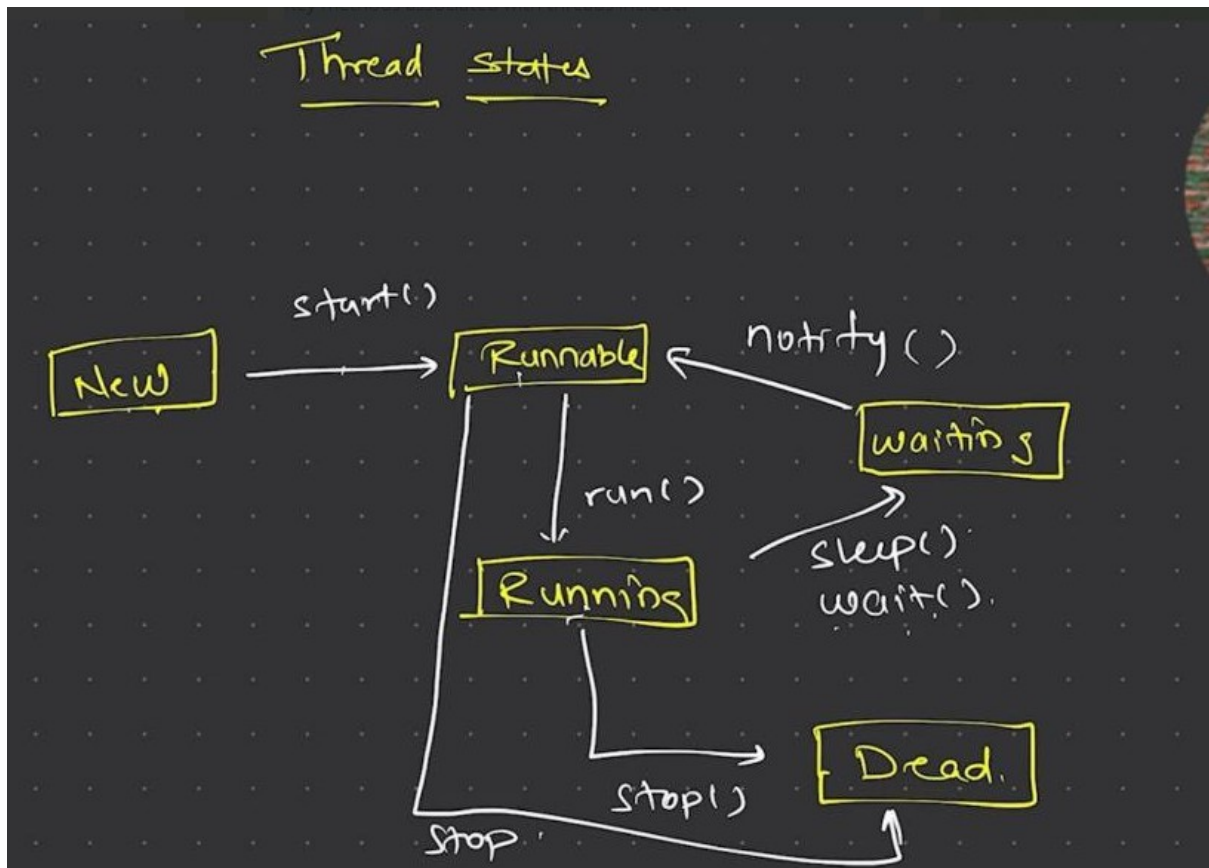 Thread States
start()
New
Runnable
notify()
waiting
run()
sleep()
wait().
Running
Dead.
stop()
stop.